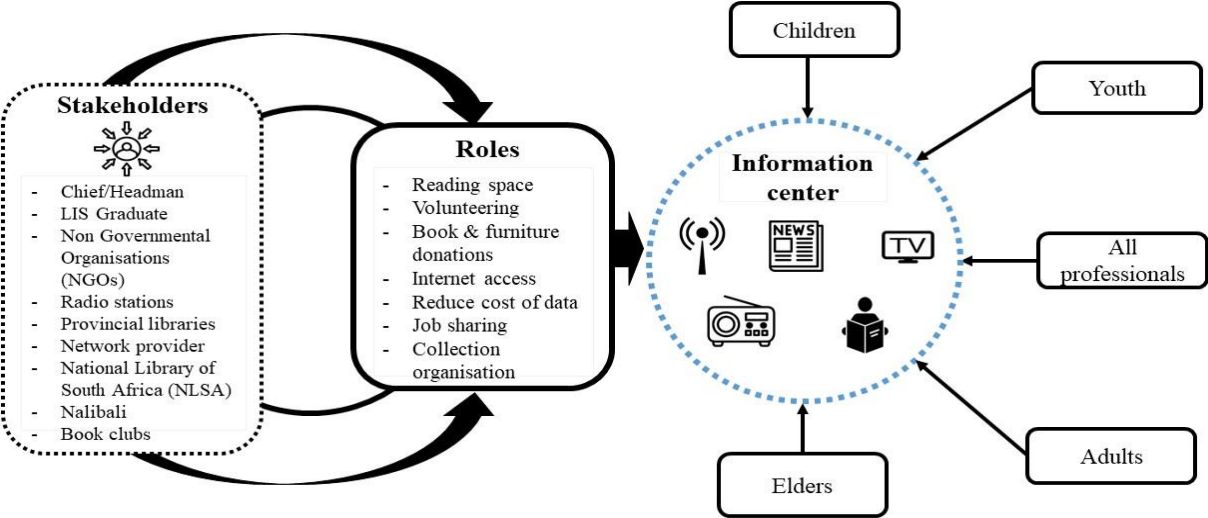 Stakeholders
- Chief/Headman
- LIS Graduate
- Non Governmental
Organisations
(NGOs)
- Radio stations
- Provincial libraries
- Network provider
- National Library of
South Africa (NLSA)
- Nalibali
- Book clubs
Roles
- Reading space
- Volunteering
- Book & furniture
donations
- Internet access
- Reduce cost of data
- Job sharing
- Collection
organisation
Information
center
NEWS
TV
Children
Youth
All
professionals
Adults
Elders